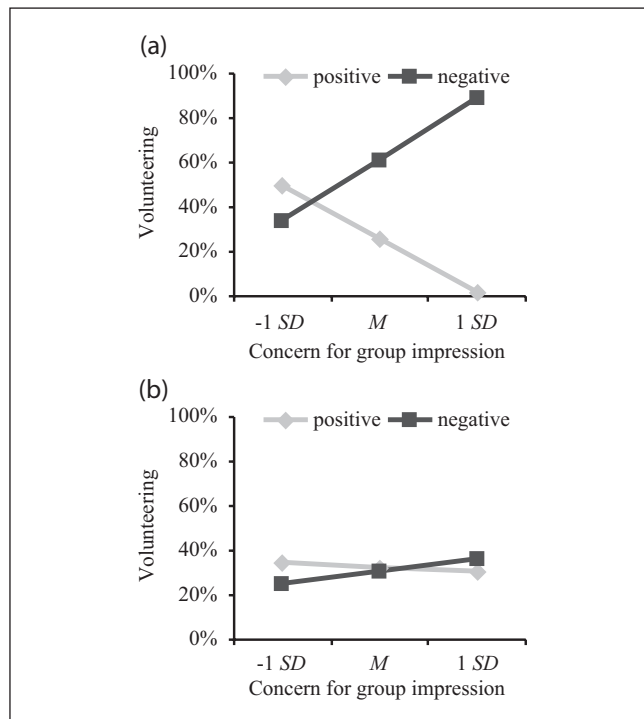 (a)
100%
positive negative
80%
60%
40%
20%
0%
Volunteering
-1 SD M 1 SD
Concern for group impression
(b)
100%
positive negative
80%
60%
40%
20%
0%
Volunteering
-1 SD M 1 SD
Concern for group impression